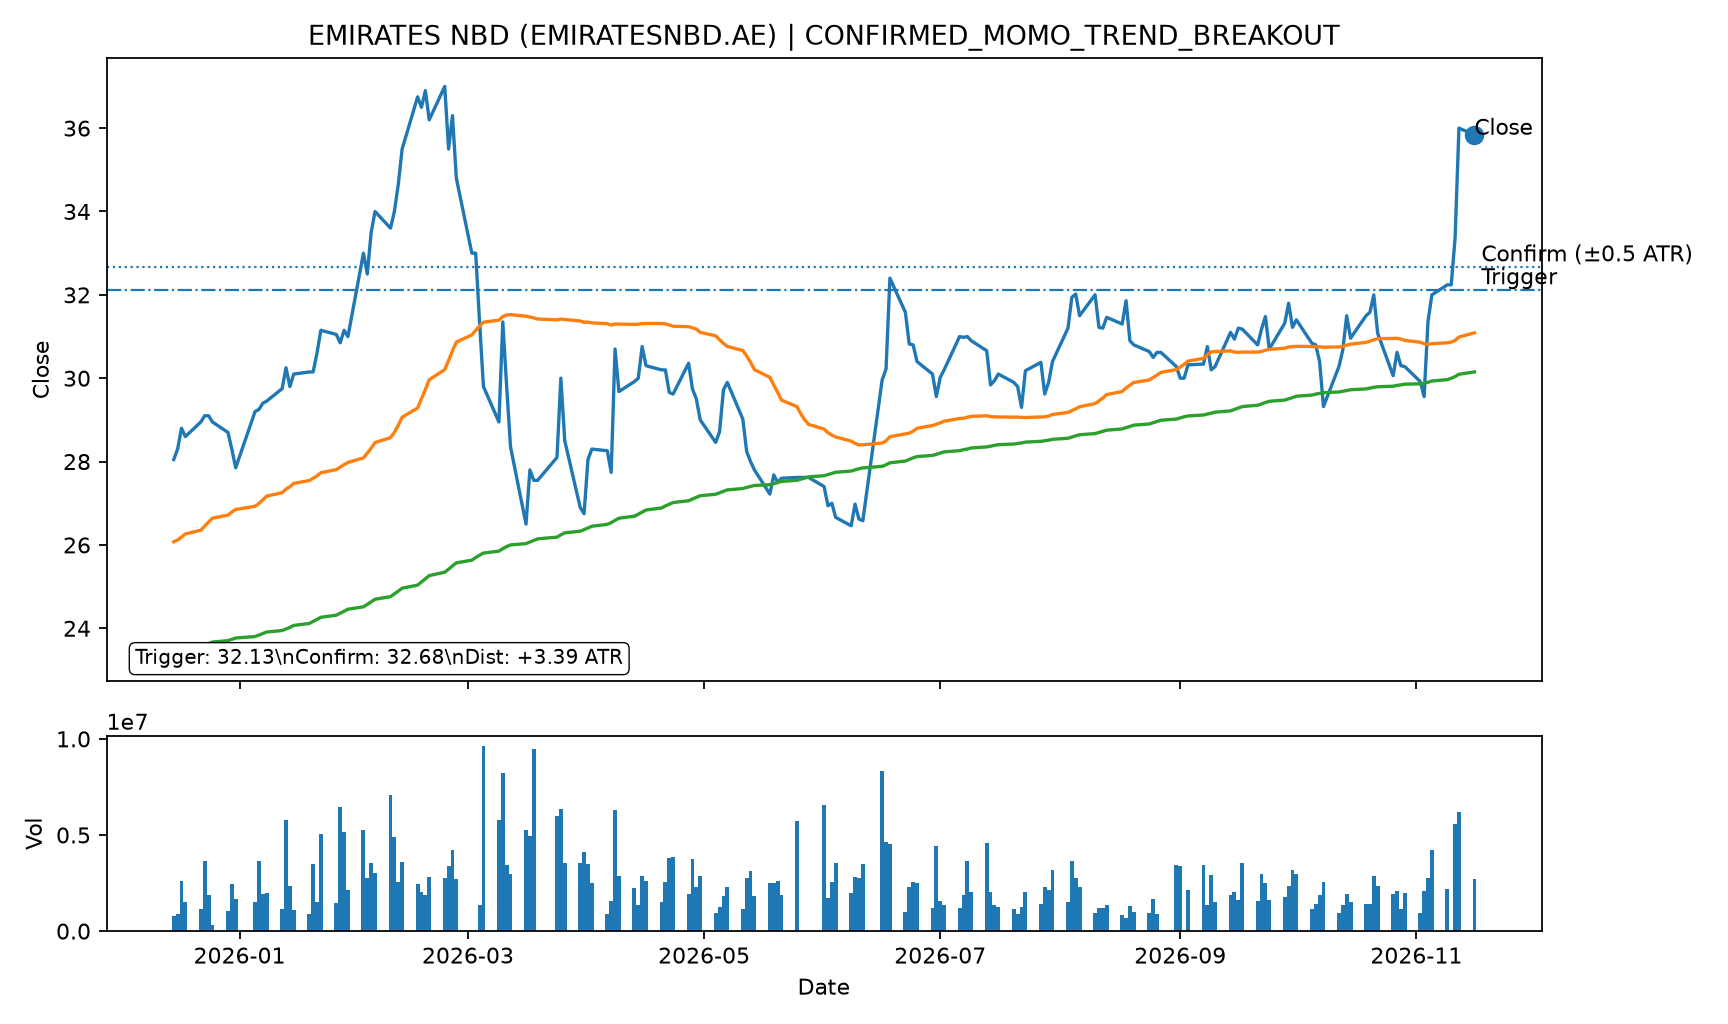 EMIRATES NBD (EMIRATESNBD.AE) | CONFIRMED_MOMO_TREND_BREAKOUT
Close
36
34
32
30
28
26
24
Close
Confirm (±0.5 ATR)
Trigger
Trigger: 32.13\nConfirm: 32.68\nDist: +3.39 ATR
1e7
Vol
1.0
0.5
0.0
2026-01
2026-03
2026-05
2026-07
2026-09
2026-11
Date